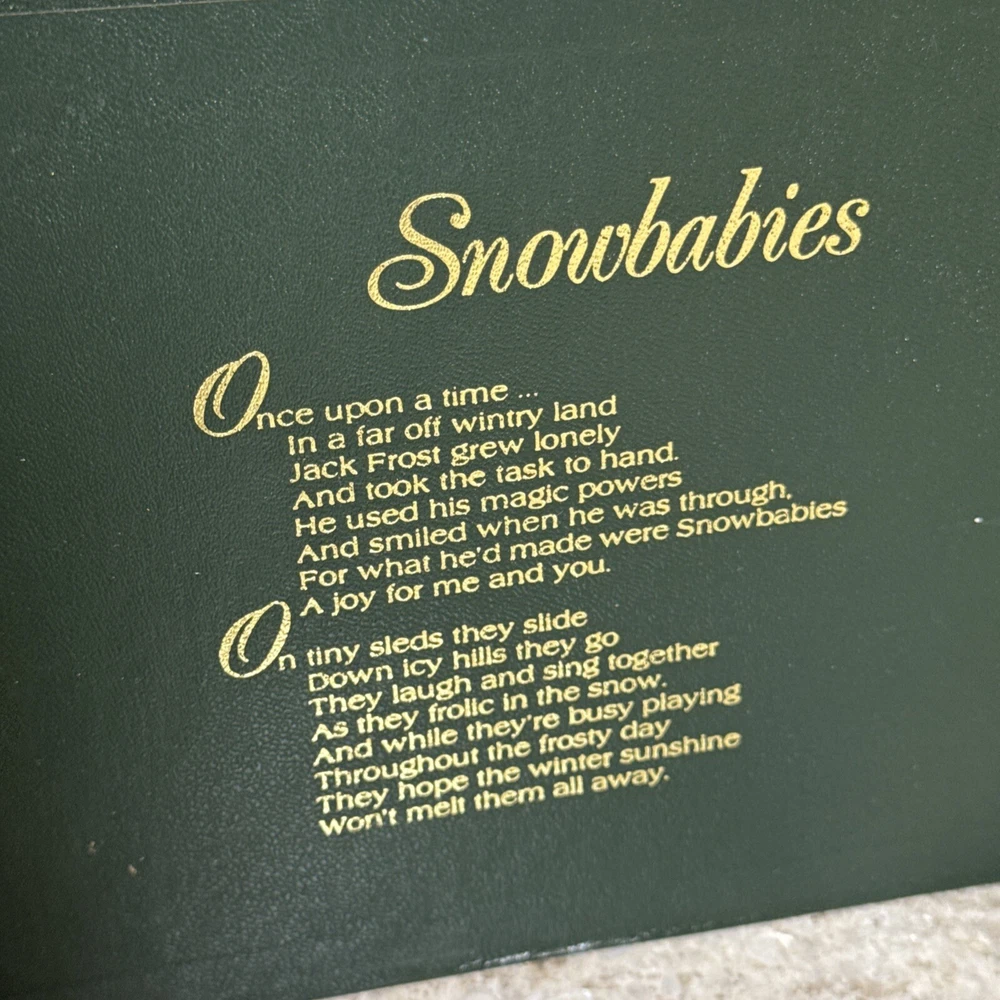 Snowbabies
Once upon a time ...
In a far off wintry land
Jack Frost grew lonely
And took the task to hand.
He used his magic powers
And smiled when he was through,
For what he'd made were Snowbabies
A joy for me and you.
On tiny sleds they slide
Down icy hills they go
They laugh and sing together
As they frolic in the snow.
And while they're busy playing
Throughout the frosty day
They hope the winter sunshine
Won't melt them all away.